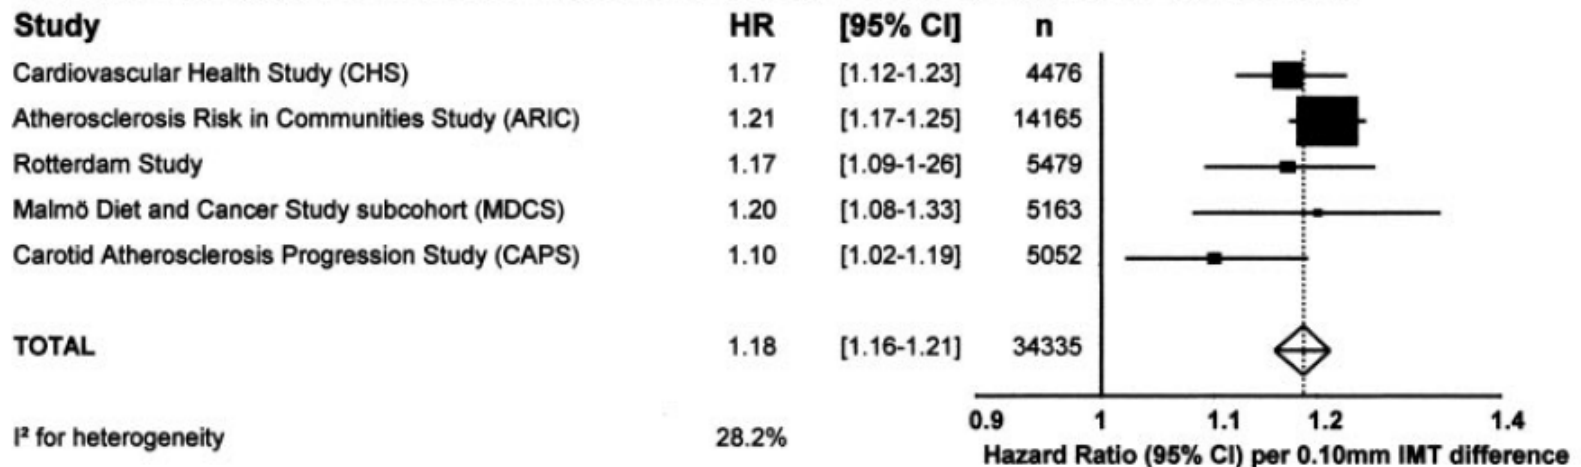 Study HR [95% CI] n
Cardiovascular Health Study (CHS) 1.17 [1.12-1.23] 4476
Atherosclerosis Risk in Communities Study (ARIC) 1.21 [1.17-1.25] 14165
Rotterdam Study 1.17 [1.09-1-26] 5479
Malmö Diet and Cancer Study subcohort (MDCS) 1.20 [1.08-1.33] 5163
Carotid Atherosclerosis Progression Study (CAPS) 1.10 [1.02-1.19] 5052
TOTAL 1.18 [1.16-1.21] 34335
0.9 1 1.1 1.2 1.4
I² for heterogeneity 28.2%
Hazard Ratio (95% CI) per 0.10mm IMT difference